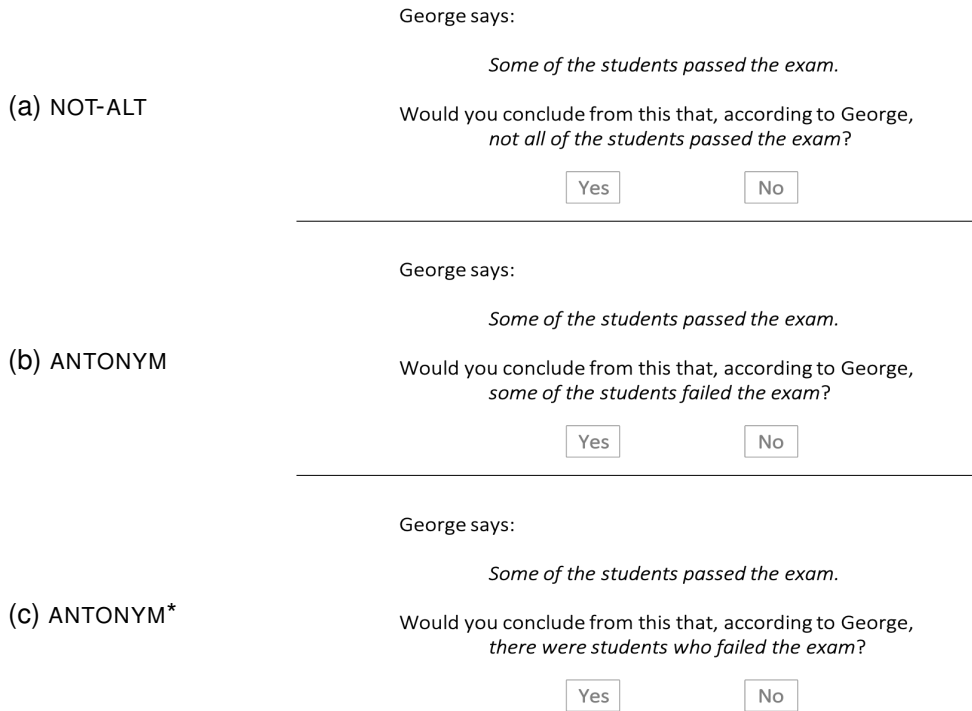 George says:
Some of the students passed the exam.
(a) NOT-ALT
Would you conclude from this that, according to George,
not all of the students passed the exam?
Yes No
George says:
Some of the students passed the exam.
(b) ANTONYM
Would you conclude from this that, according to George,
some of the students failed the exam?
Yes No
George says:
Some of the students passed the exam.
(c) ANTONYM*
Would you conclude from this that, according to George,
there were students who failed the exam?
Yes No